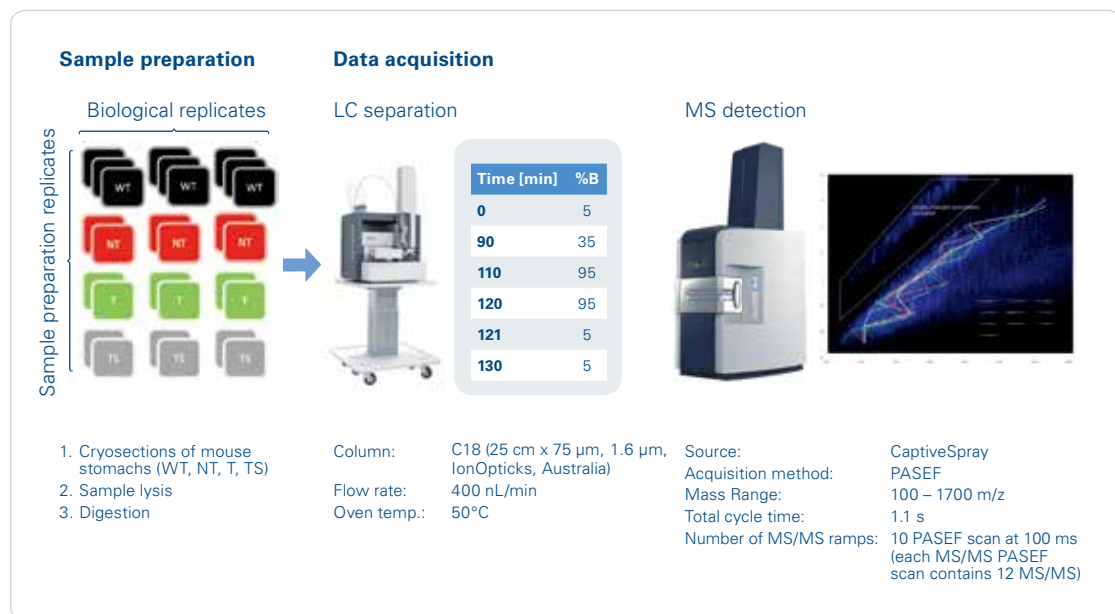 Sample preparation
Data acquisition
Biological replicates
LC separation
MS detection
Sample preparation replicates
WT WT WT
NT NT NT
T T T
TS TS TS
Time [min] %B
0 5
90 35
110 95
120 95
121 5
130 5
1. Cryosections of mouse
stomachs (WT, NT, T, TS)
2. Sample lysis
3. Digestion
Column: C18 (25 cm x 75 µm, 1.6 µm,
IonOpticks, Australia)
Flow rate: 400 nL/min
Oven temp.: 50°C
Source: CaptiveSpray
Acquisition method: PASEF
Mass Range: 100 – 1700 m/z
Total cycle time: 1.1 s
Number of MS/MS ramps: 10 PASEF scan at 100 ms
(each MS/MS PASEF
scan contains 12 MS/MS)